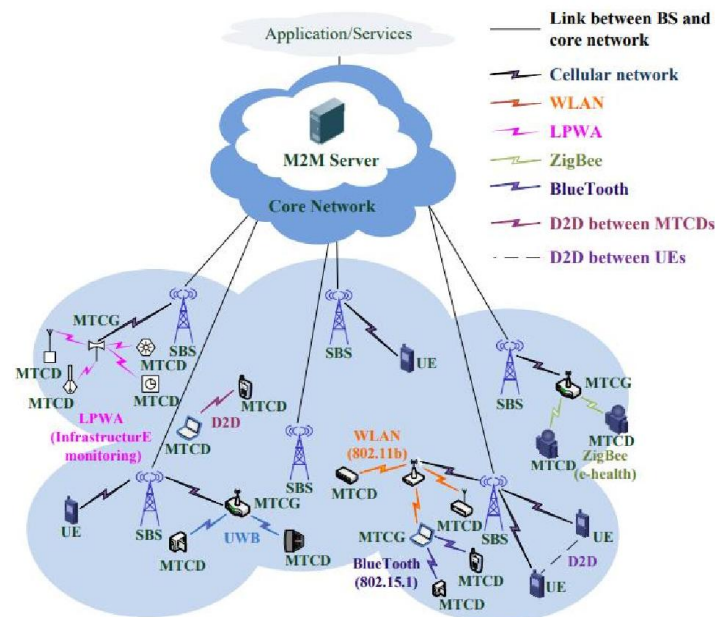 Application/Services
M2M Server
Core Network
Link between BS and
core network
Cellular network
WLAN
LPWA
ZigBee
BlueTooth
D2D between MTCDs
D2D between UEs
MTCG
SBS
MTCD
MTCD
MTCD
MTCD
LPWA
(InfrastructurE
monitoring)
MTCD
D2D
MTCD
SBS
UE
SBS
SBS
MTCG
MTCD
MTCD
ZigBee
(e-health)
UE
SBS
MTCG
UWB
MTCD
MTCD
WLAN
(802.11b)
MTCD
MTCD
MTCG
SBS
BlueTooth
(802.15.1)
MTCD
MTCD
UE
D2D
UE